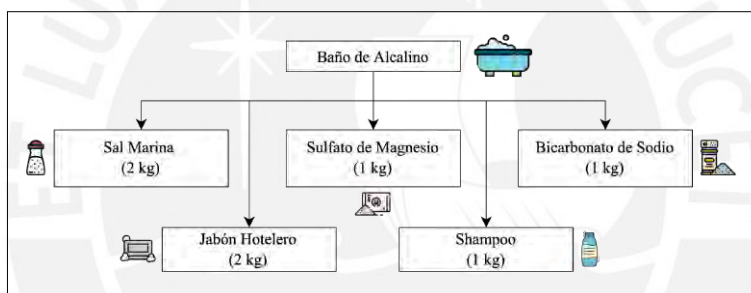 Baño de Alcalino
Sal Marina
(2 kg)
Sulfato de Magnesio
(1 kg)
Bicarbonato de Sodio
(1 kg)
Jabón Hotelero
(2 kg)
Shampoo
(1 kg)